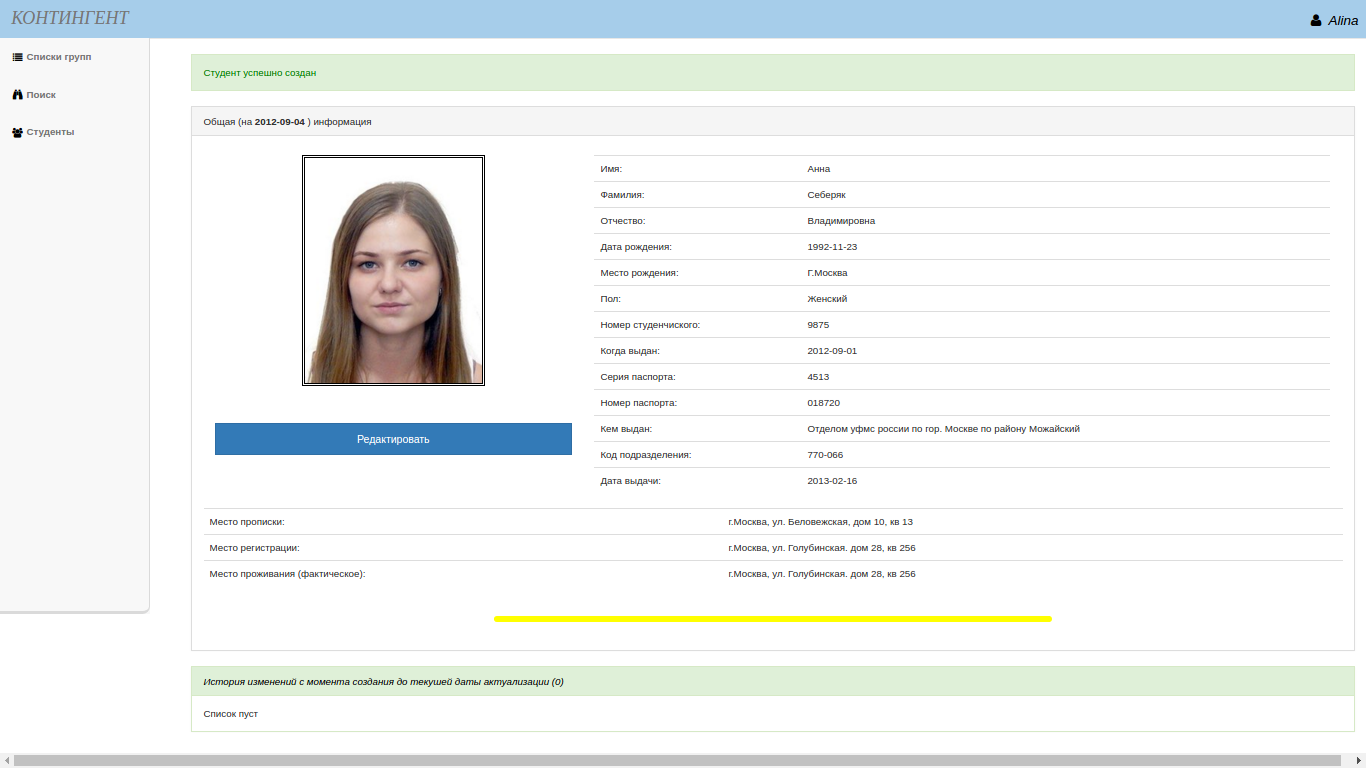 КОНТИНГЕНТ
Alina
Списки групп
Поиск
Студенты
Студент успешно создан
Общая (на 2012-09-04 ) информация
Имя: Анна
Фамилия: Себеряк
Отчество: Владимировна
Дата рождения: 1992-11-23
Место рождения: Г.Москва
Пол: Женский
Номер студенчиского: 9875
Когда выдан: 2012-09-01
Серия паспорта: 4513
Номер паспорта: 018720
Кем выдан: Отделом уфмс россии по гор. Москве по району Можайский
Код подразделения: 770-066
Дата выдачи: 2013-02-16
Редактировать
Место прописки: г.Москва, ул. Беловежская, дом 10, кв 13
Место регистрации: г.Москва, ул. Голубинская. дом 28, кв 256
Место проживания (фактическое): г.Москва, ул. Голубинская. дом 28, кв 256
История изменений с момента создания до текушей даты актуализации (0)
Список пуст